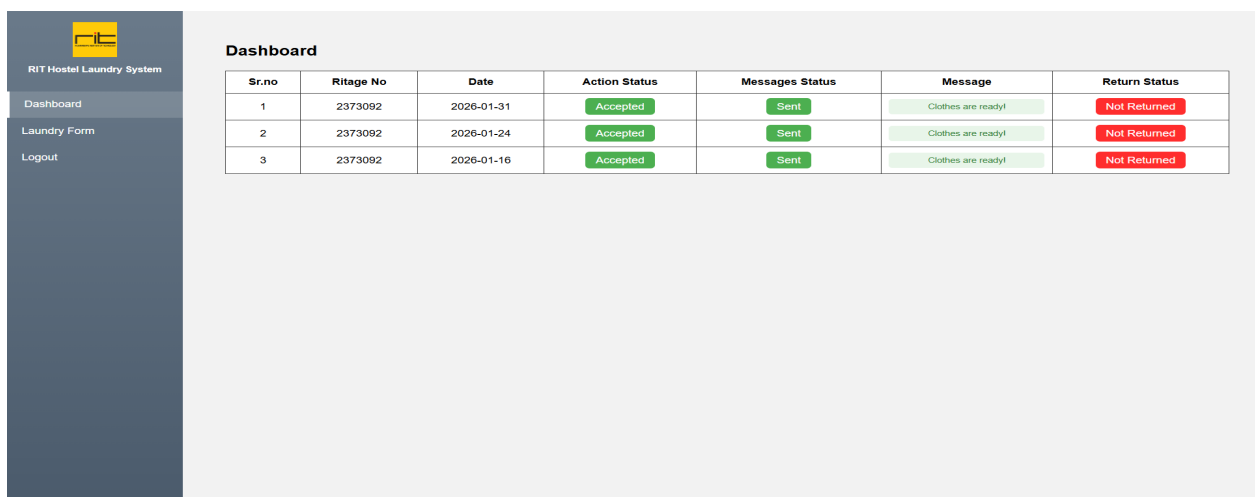 rit
RIT Hostel Laundry System
Dashboard
Laundry Form
Logout
Dashboard
Sr.no Ritage No Date Action Status Messages Status Message Return Status
1 2373092 2026-01-31 Accepted Sent Clothes are ready! Not Returned
2 2373092 2026-01-24 Accepted Sent Clothes are ready! Not Returned
3 2373092 2026-01-16 Accepted Sent Clothes are ready! Not Returned